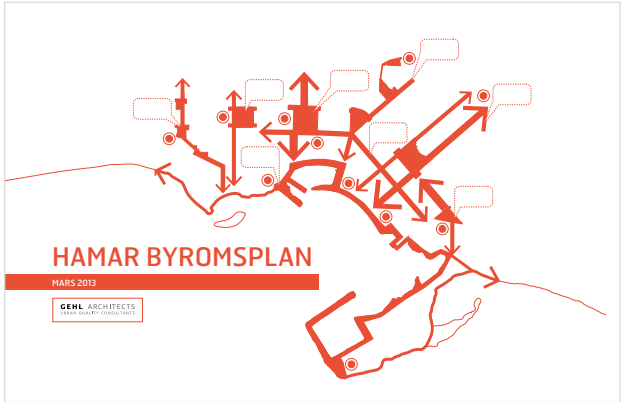 HAMAR BYROMSPLAN
MARS 2013
GEHL ARCHITECTS
URBAN QUALITY CONSULTANTS